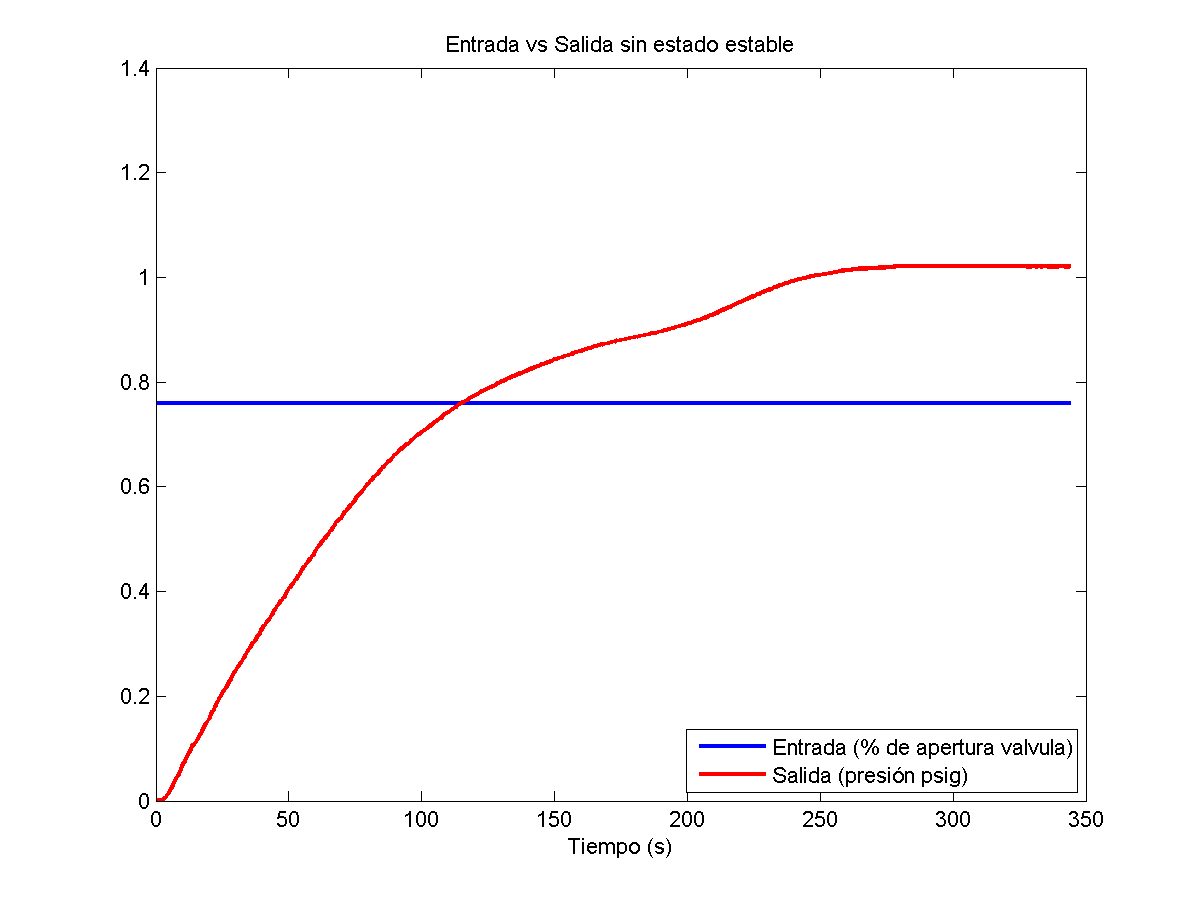 Entrada vs Salida sin estado estable
1.4
1.2
1
0.8
0.6
0.4
0.2
0
0 50 100 150 200 250 300 350
Tiempo (s)
Entrada (% de apertura valvula)
Salida (presión psig)